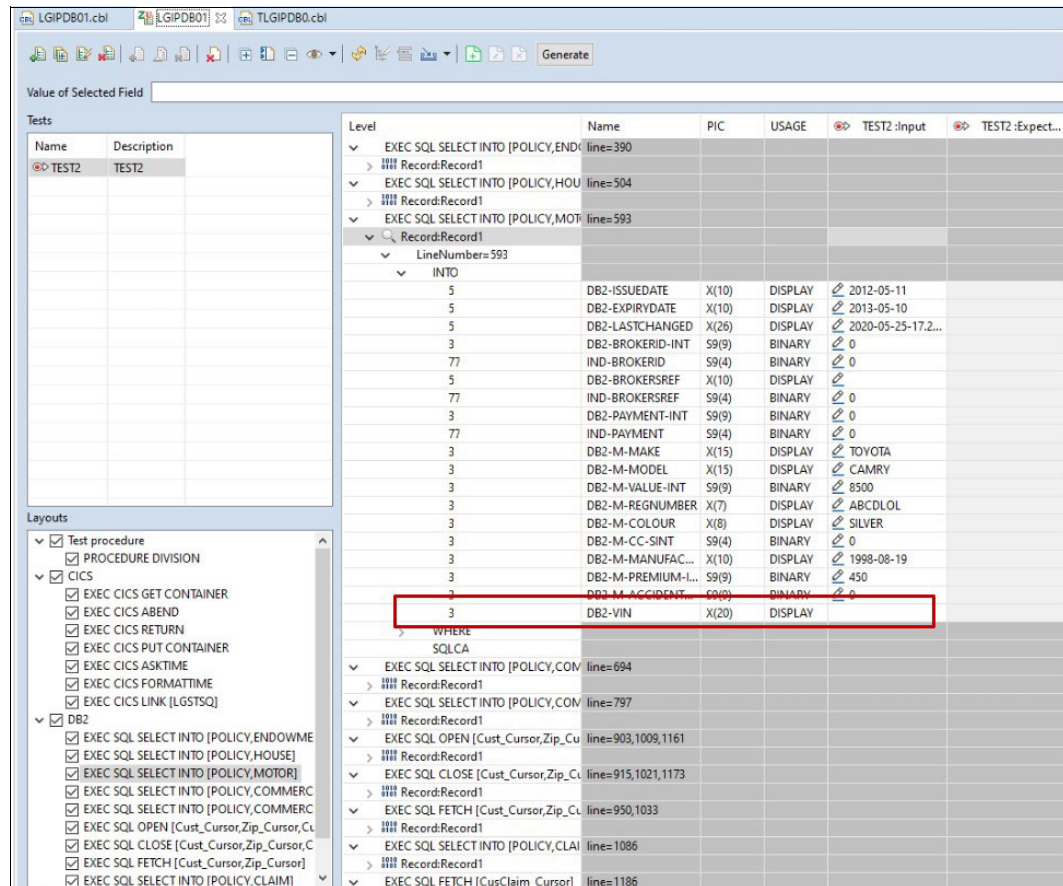 LGIPDB01.cbl LGIPDB01 TLGIPDB0.cbl
Generate
Value of Selected Field
Tests
Name Description
TEST2 TEST2
Layouts
Test procedure
PROCEDURE DIVISION
CICS
EXEC CICS GET CONTAINER
EXEC CICS ABEND
EXEC CICS RETURN
EXEC CICS PUT CONTAINER
EXEC CICS ASKTIME
EXEC CICS FORMATTIME
EXEC CICS LINK [LGSTSQ]
DB2
EXEC SQL SELECT INTO [POLICY,ENDOWME
EXEC SQL SELECT INTO [POLICY,HOUSE]
EXEC SQL SELECT INTO [POLICY,MOTOR]
EXEC SQL SELECT INTO [POLICY,COMMERC
EXEC SQL SELECT INTO [POLICY,COMMERC
EXEC SQL OPEN [Cust_Cursor,Zip_Cursor,Cu
EXEC SQL CLOSE [Cust_Cursor,Zip_Cursor,C
EXEC SQL FETCH [Cust_Cursor,Zip_Cursor]
EXEC SQL SELECT INTO [POLICY,CLAIM]
Level Name PIC USAGE TEST2 :Input TEST2 :Expect...
EXEC SQL SELECT INTO [POLICY,END line=390
Record:Record1
EXEC SQL SELECT INTO [POLICY,HOU line=504
Record:Record1
EXEC SQL SELECT INTO [POLICY,MOT line=593
Record:Record1
LineNumber=593
INTO
5 DB2-ISSUEDATE X(10) DISPLAY 2012-05-11
5 DB2-EXPIRYDATE X(10) DISPLAY 2013-05-10
5 DB2-LASTCHANGED X(26) DISPLAY 2020-05-25-17.2...
3 DB2-BROKERID-INT S9(9) BINARY 0
77 IND-BROKERID S9(4) BINARY 0
5 DB2-BROKERSREF X(10) DISPLAY
77 IND-BROKERSREF S9(4) BINARY 0
3 DB2-PAYMENT-INT S9(9) BINARY 0
77 IND-PAYMENT S9(4) BINARY 0
3 DB2-M-MAKE X(15) DISPLAY TOYOTA
3 DB2-M-MODEL X(15) DISPLAY CAMRY
3 DB2-M-VALUE-INT S9(9) BINARY 8500
3 DB2-M-REGNUMBER X(7) DISPLAY ABCDLOL
3 DB2-M-COLOUR X(8) DISPLAY SILVER
3 DB2-M-CC-SINT S9(4) BINARY 0
3 DB2-M-MANUFAC... X(10) DISPLAY 1998-08-19
3 DB2-M-PREMIUM-I... S9(9) BINARY 450
3 DB2-M-ACCIDENT... S9(9) BINARY 0
3 DB2-VIN X(20) DISPLAY
WHERE
SQLCA
EXEC SQL SELECT INTO [POLICY,COM line=694
Record:Record1
EXEC SQL SELECT INTO [POLICY,COM line=797
Record:Record1
EXEC SQL OPEN [Cust_Cursor,Zip_Cu line=903,1009,1161
Record:Record1
EXEC SQL CLOSE [Cust_Cursor,Zip_Cu line=915,1021,1173
Record:Record1
EXEC SQL FETCH [Cust_Cursor,Zip_Cu line=950,1033
Record:Record1
EXEC SQL SELECT INTO [POLICY,CLAI line=1086
Record:Record1
EXEC SQL FETCH [CusClaim_Cursor] line=1186